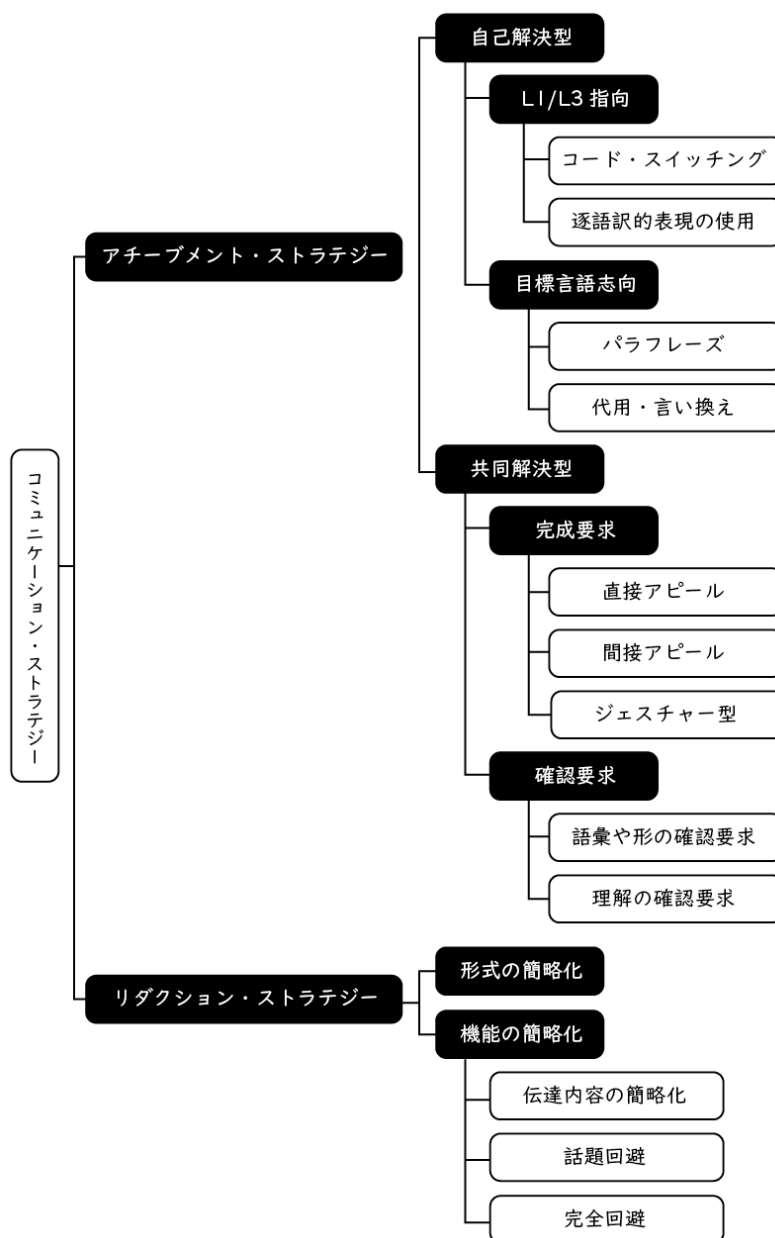 コミュニケーション・ストラテジー
アチーブメント・ストラテジー
自己解決型
L1/L3指向
コード・スイッチング
逐語訳的表現の使用
目標言語志向
パラフレーズ
代用・言い換え
共同解決型
完成要求
直接アピール
間接アピール
ジェスチャー型
確認要求
語彙や形の確認要求
理解の確認要求
リダクション・ストラテジー
形式の簡略化
機能の簡略化
伝達内容の簡略化
話題回避
完全回避